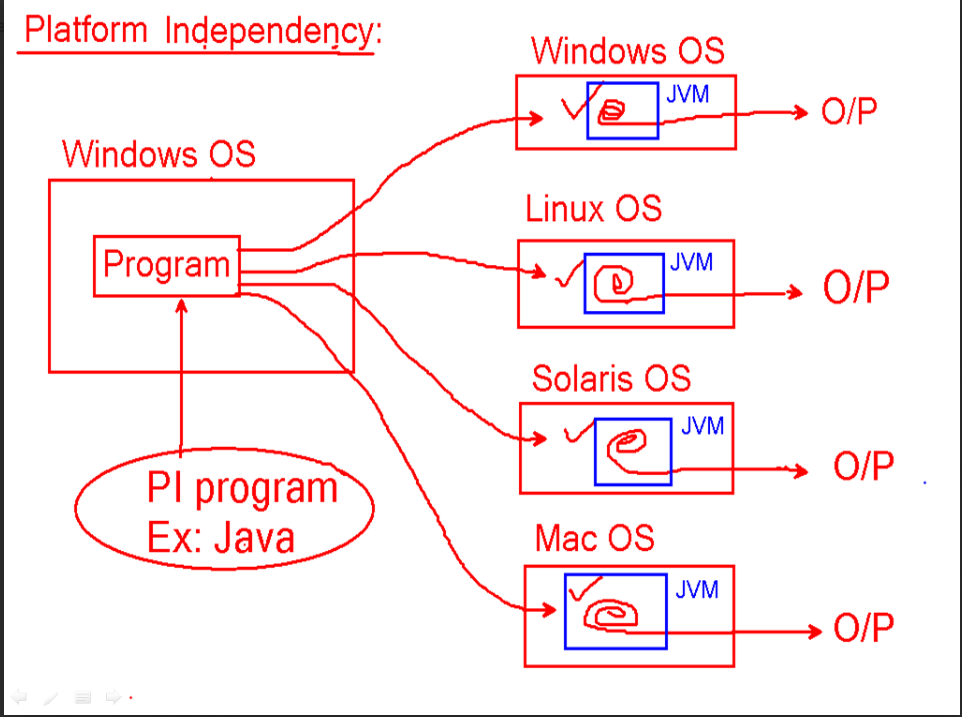 Platform Independency:
Windows OS
Program
PI program
Ex: Java
Windows OS
JVM
O/P
Linux OS
JVM
O/P
Solaris OS
JVM
O/P
Mac OS
JVM
O/P